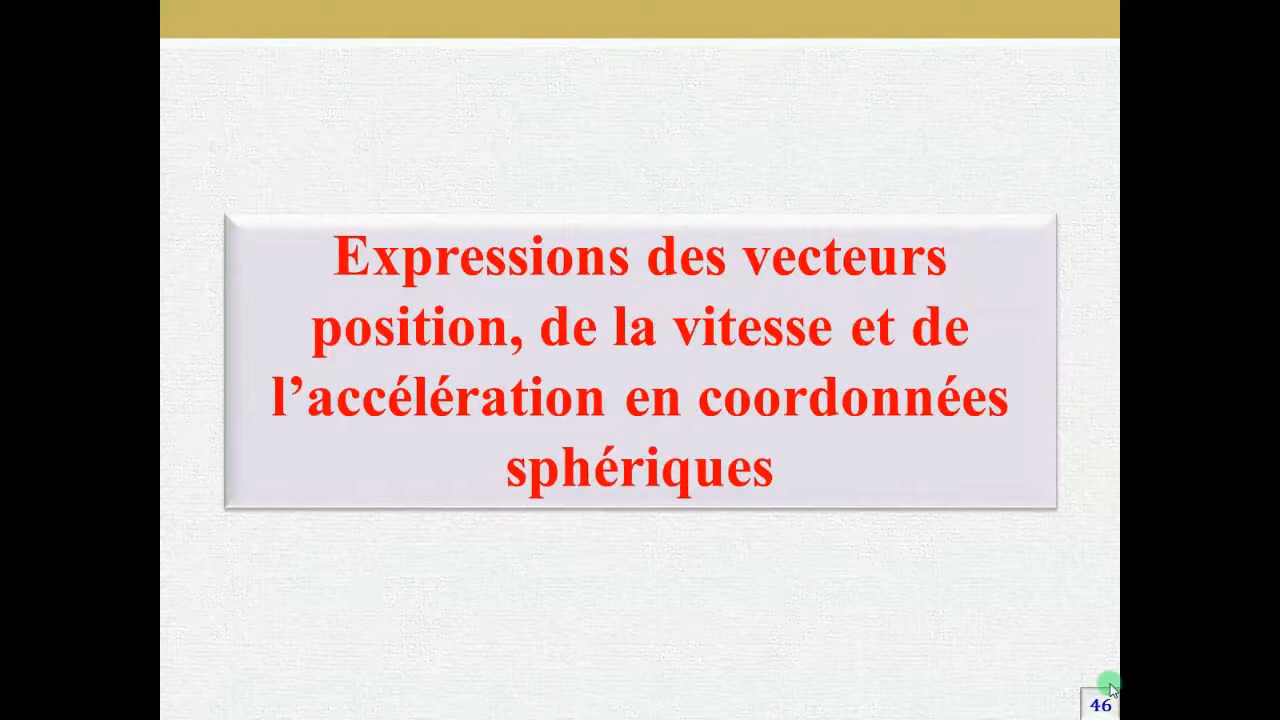 Expressions des vecteurs
position, de la vitesse et de
l’accélération en coordonnées
sphériques
46